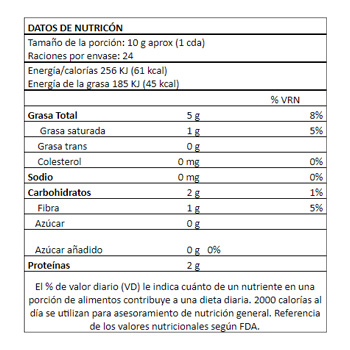 DATOS DE NUTRICÓN
Tamaño de la porción: 10 g aprox (1 cda)
Raciones por envase: 24
Energía/calorías 256 KJ (61 kcal)
Energía de la grasa 185 KJ (45 kcal)
% VRN
Grasa Total 5 g 8%
Grasa saturada 1 g 5%
Grasa trans 0 g
Colesterol 0 mg 0%
Sodio 0 mg 0%
Carbohidratos 2 g 1%
Fibra 1 g 5%
Azúcar 0 g
Azúcar añadido 0 g 0%
Proteínas 2 g
El % de valor diario (VD) le indica cuánto de un nutriente en una
porción de alimentos contribuye a una dieta diaria. 2000 calorías al
día se utilizan para asesoramiento de nutrición general. Referencia
de los valores nutricionales según FDA.